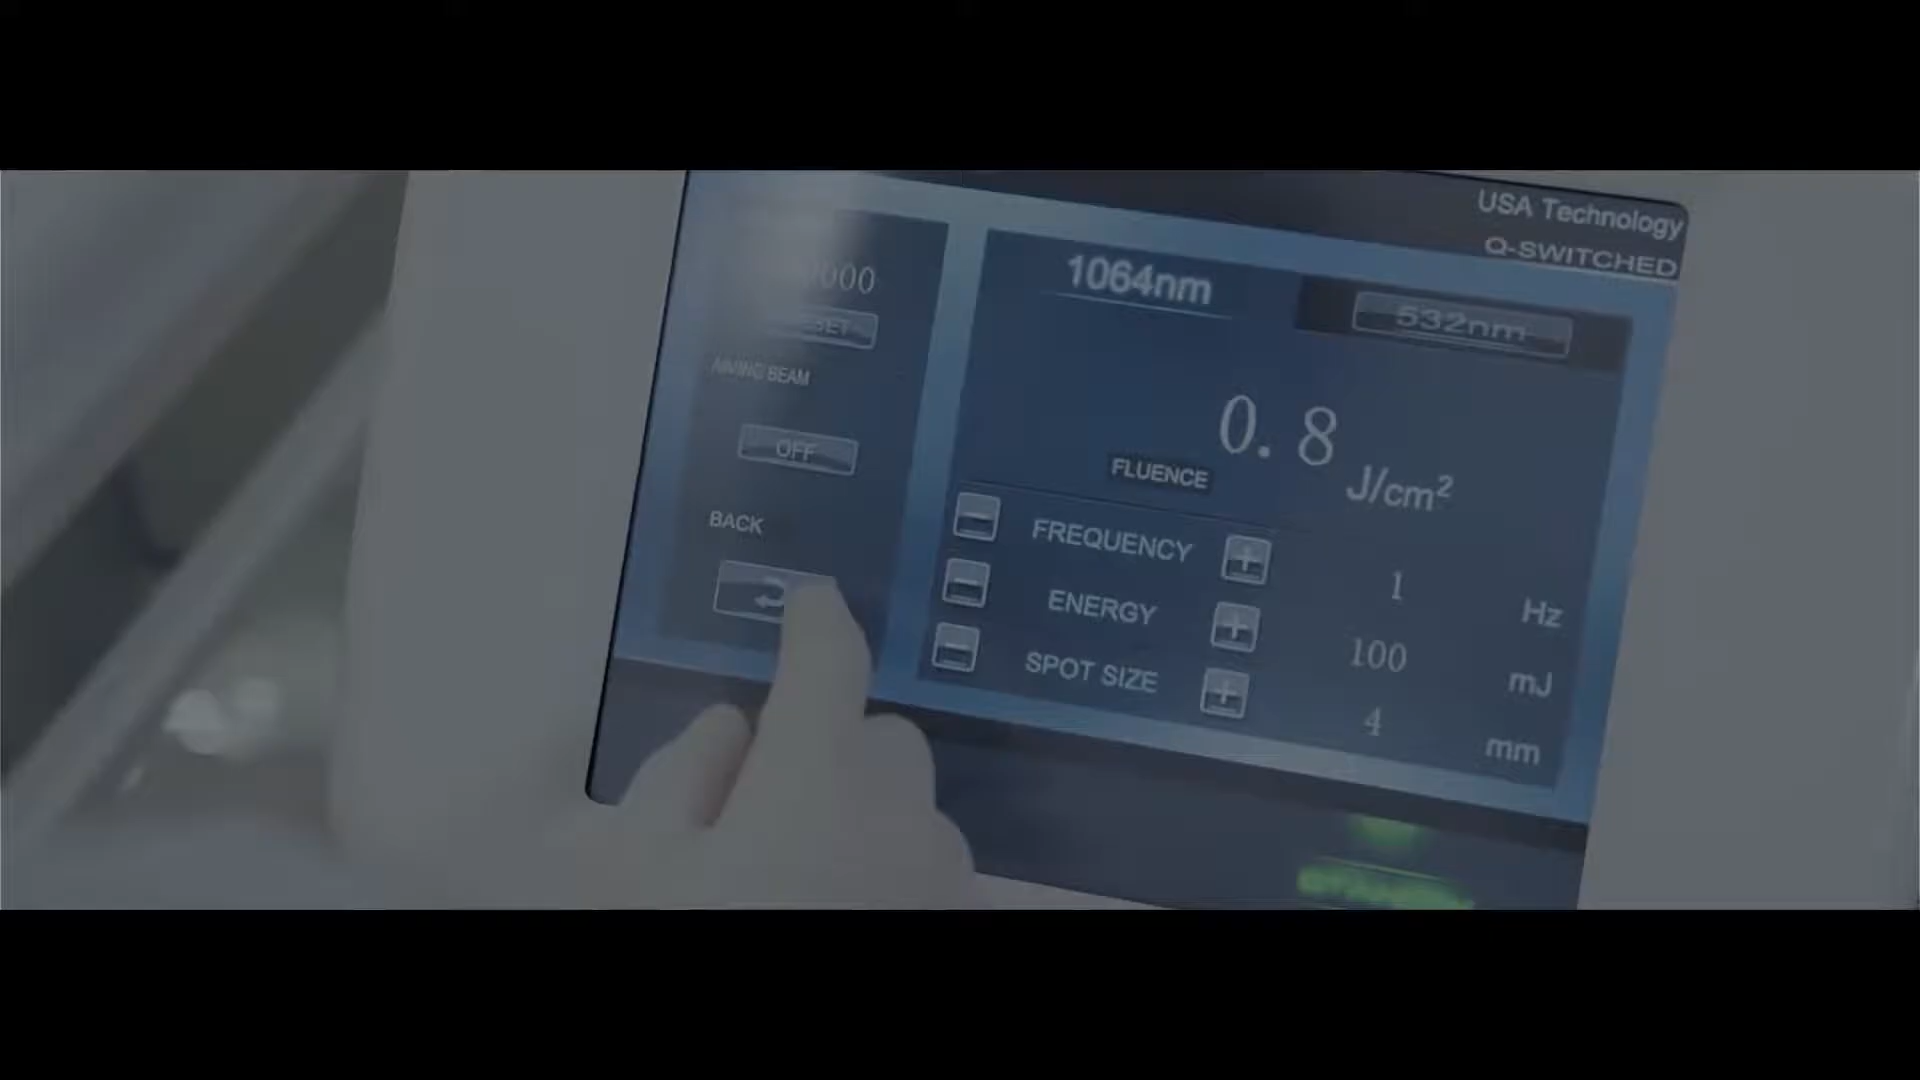 USA Technology
Q-SWITCHED
1064nm
532nm
AIMING BEAM
OFF
BACK
0.8 J/cm²
FLUENCE
FREQUENCY 1 Hz
ENERGY 100 mJ
SPOT SIZE 4 mm